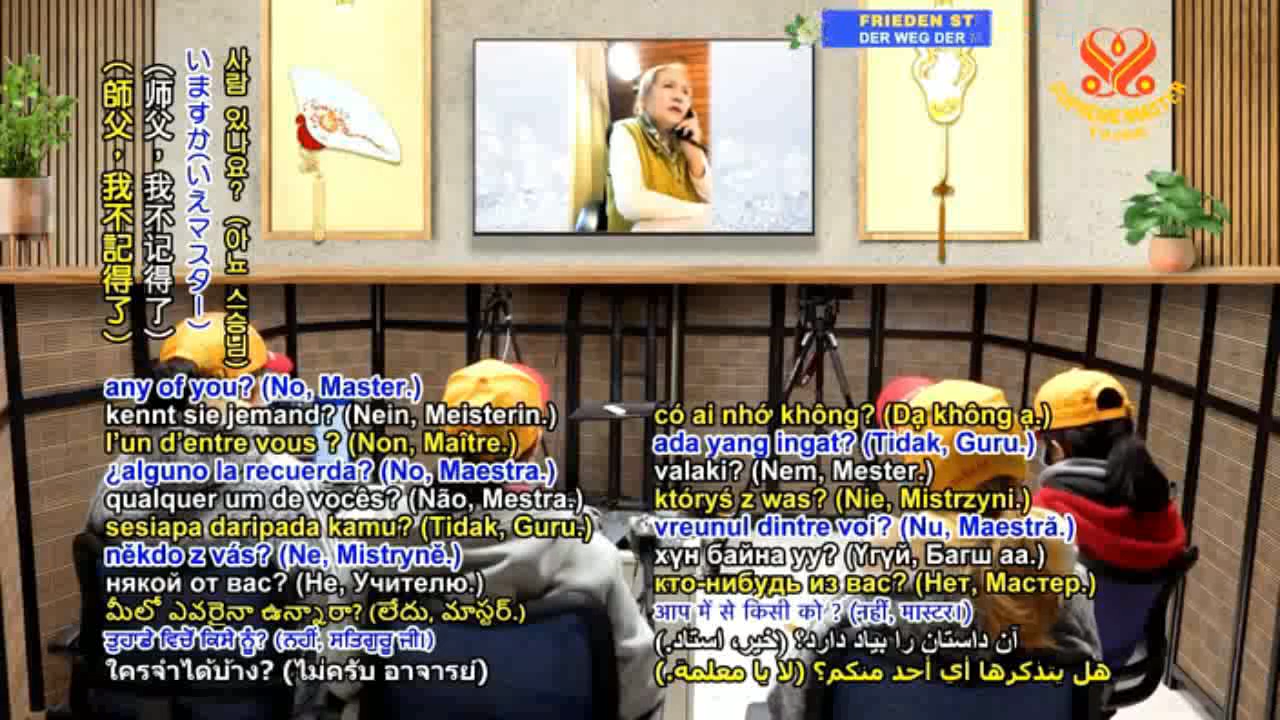 FRIEDEN ST
DER WEG DER
SUPREME MASTER
사람 있나요? (아뇨 스승님)
いますか(いえマスター)
(师父，我不记得了)
(師父，我不記得了)
any of you? (No, Master.)
kennt sie jemand? (Nein, Meisterin.)
l'un d'entre vous ? (Non, Maître.)
¿alguno la recuerda? (No, Maestra.)
qualquer um de vocês? (Não, Mestra.)
sesiapa daripada kamu? (Tidak, Guru.)
někdo z vás? (Ne, Mistryně.)
някой от вас? (Не, Учителю.)
మీలో ఎవరైనా ఉన్నారా? (లేదు, మాస్టర్.)
ਤੁਹਾਡੇ ਵਿਚੋਂ ਕਿਸੇ ਨੂੰ? (ਨਹੀਂ, ਸਤਿਗੁਰੂ ਜੀ।)
ใครจำได้บ้าง? (ไม่ครับ อาจารย์)
có ai nhớ không? (Dạ không ạ.)
ada yang ingat? (Tidak, Guru.)
valaki? (Nem, Mester.)
któryś z was? (Nie, Mistrzyni.)
vreunul dintre voi? (Nu, Maestră.)
хүн байна уу? (Үгүй, Багш аа.)
кто-нибудь из вас? (Нет, Мастер.)
आप में से किसी को ? (नहीं, मास्टर।)
آن داستان را بیاد دارد؟ (خیر، استاد.)
هل يتذكرها أي أحد منكم؟ (لا يا معلمة.)